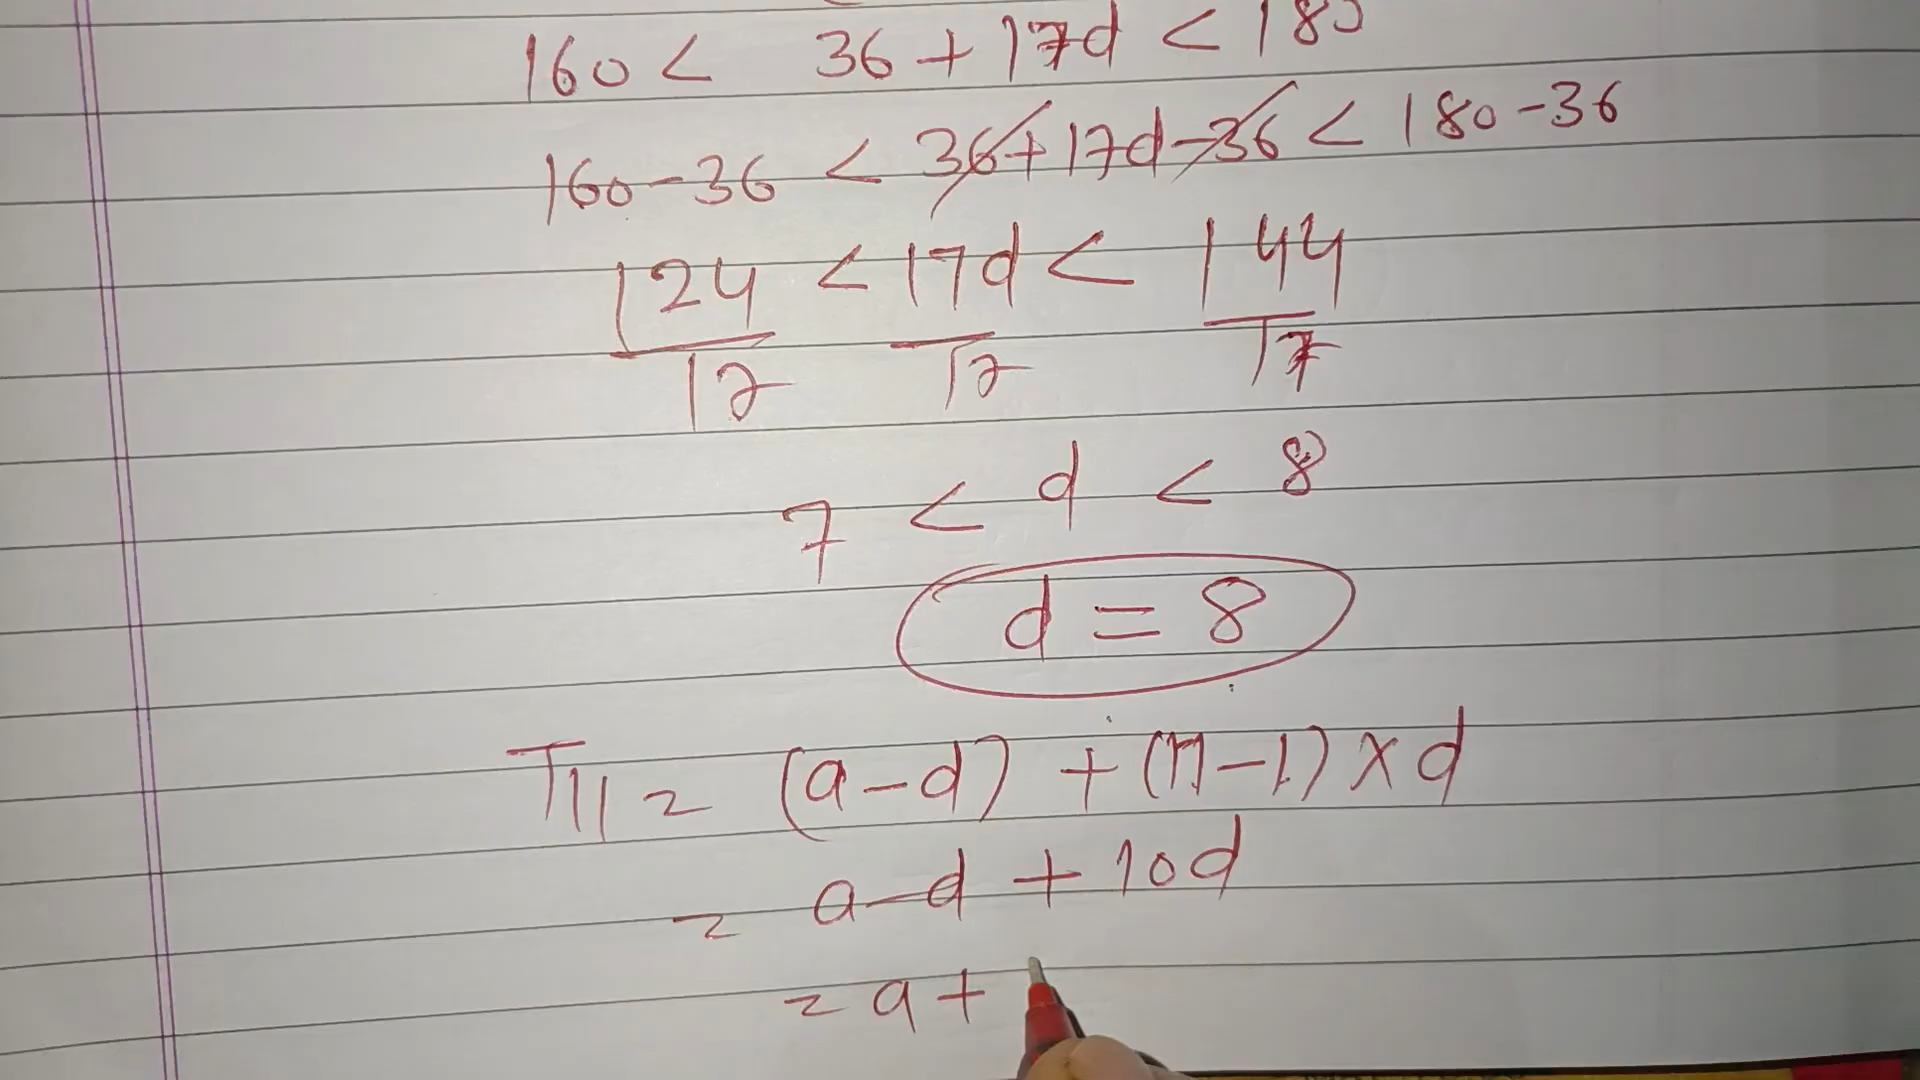 160 < 36 + 17d < 180
160 - 36 < 36 + 17d - 36 < 180 - 36
124 < 17d < 144
17 17 17
7 < d < 8
d = 8
T11 = (a - d) + (11 - 1) × d
= a - d + 10d
= a +